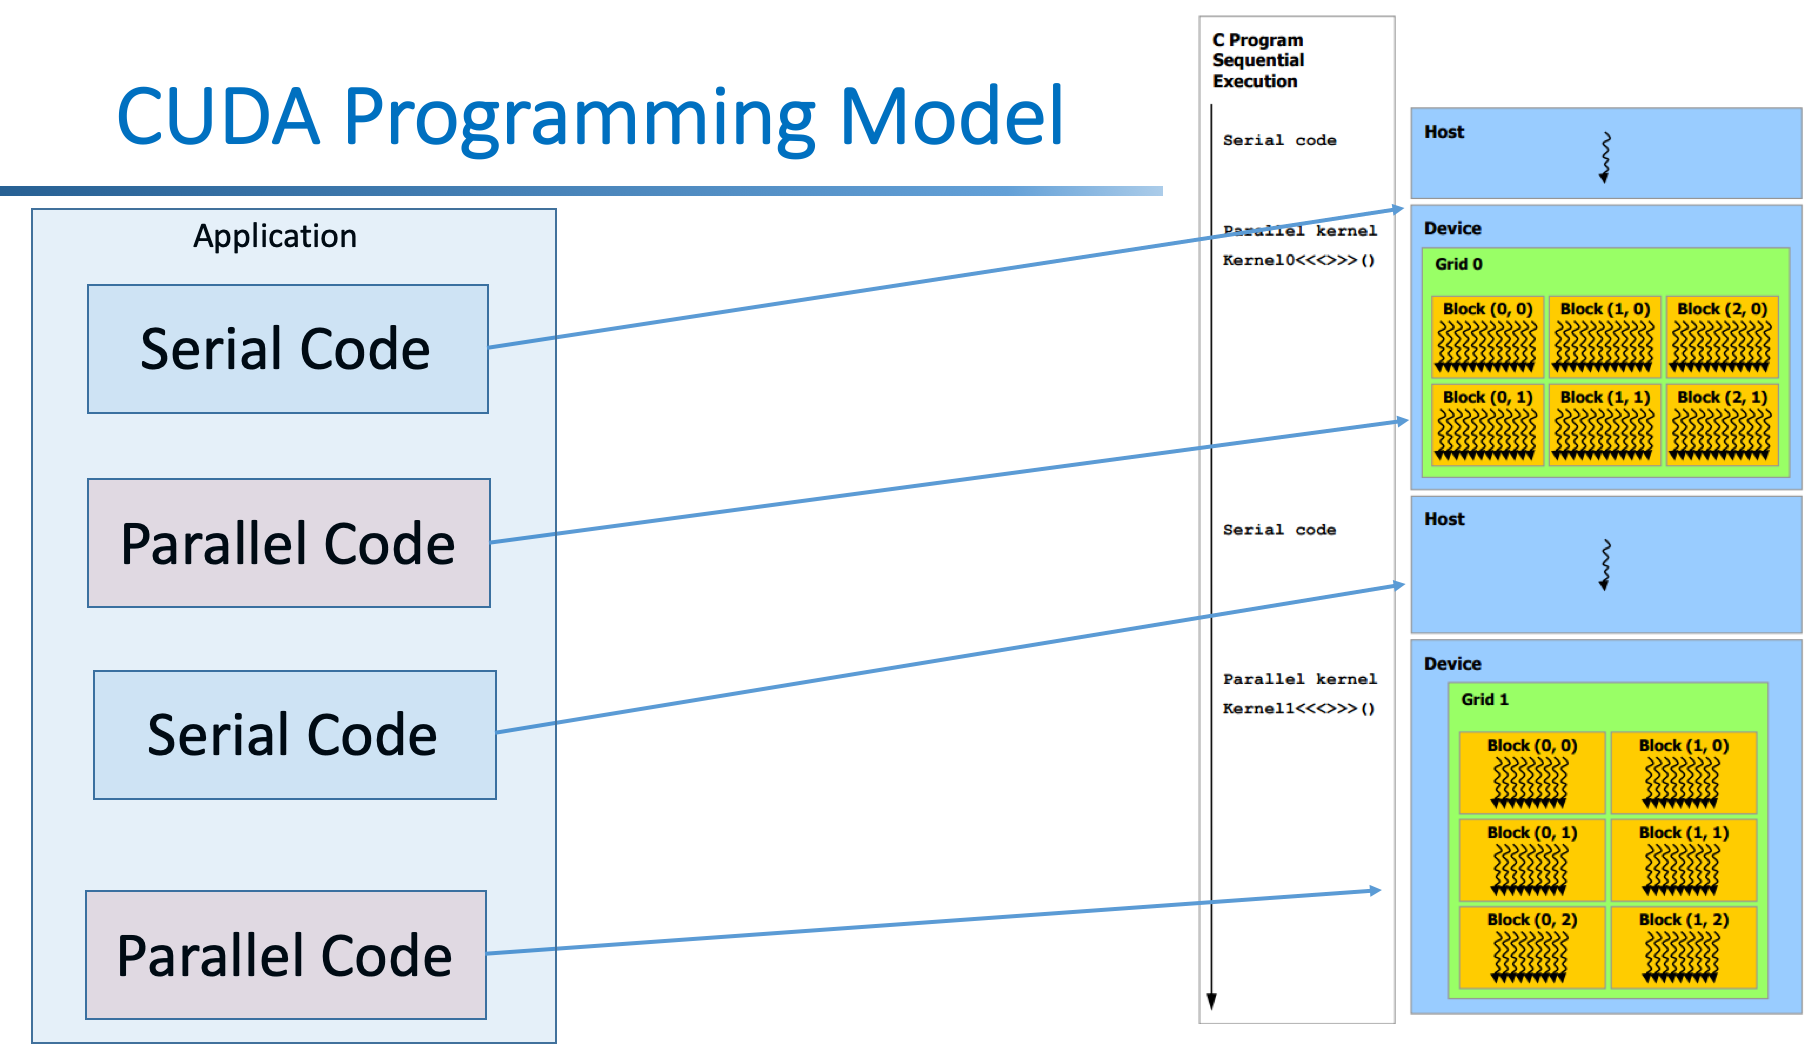 CUDA Programming Model
Application
Serial Code
Parallel Code
Serial Code
Parallel Code
C Program
Sequential
Execution
Serial code
Parallel kernel
Kernel0<<<>>>()
Serial code
Parallel kernel
Kernel1<<<>>>()
Host
Device
Grid 0
Block (0, 0) Block (1, 0) Block (2, 0)
Block (0, 1) Block (1, 1) Block (2, 1)
Host
Device
Grid 1
Block (0, 0) Block (1, 0)
Block (0, 1) Block (1, 1)
Block (0, 2) Block (1, 2)